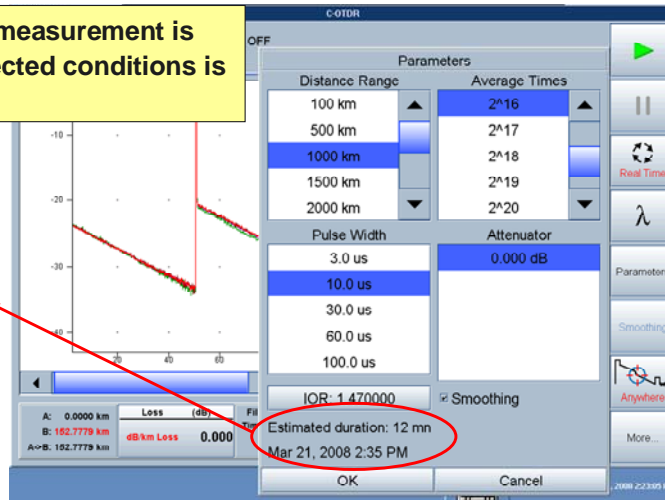 measurement is
ected conditions is
C-OTDR
OFF
Parameters
Distance Range
Average Times
100 km
500 km
1000 km
1500 km
2000 km
2^16
2^17
2^18
2^19
2^20
Pulse Width
Attenuator
3.0 us
10.0 us
30.0 us
60.0 us
100.0 us
0.000 dB
IOR: 1.470000
Smoothing
Estimated duration: 12 mn
Mar 21, 2008 2:35 PM
OK
Cancel
-10
-20
-30
-40
20
40
60
A: 0.0000 km
B: 152.7779 km
A<>B: 152.7779 km
Loss (dB)
dB/km Loss 0.000
Fil
Real Time
λ
Parameter
Smoothing
Anywhere
More...